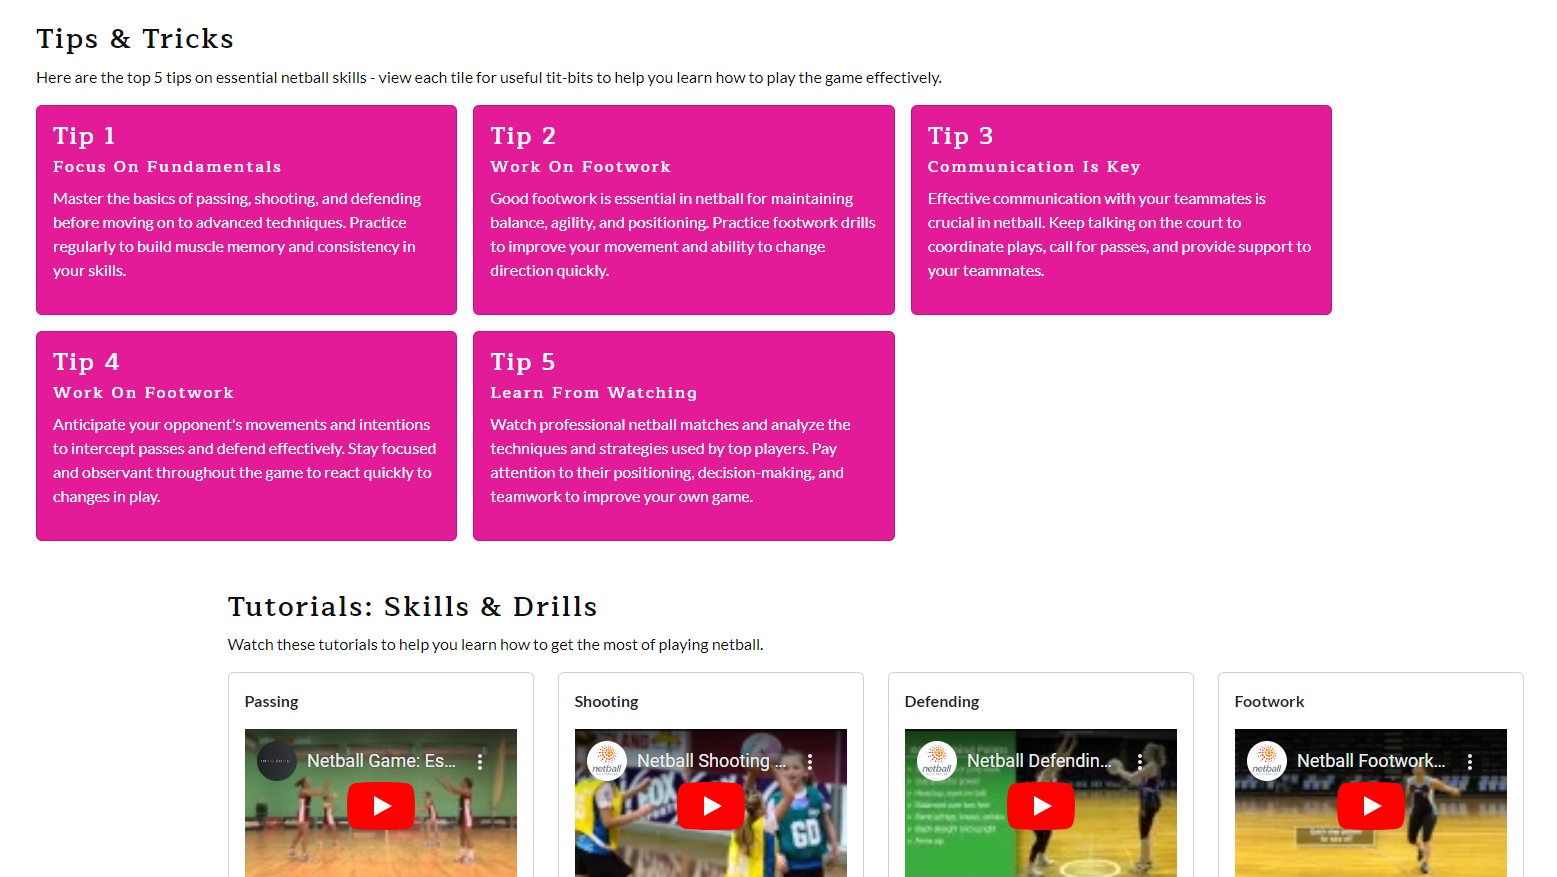 Tips & Tricks
Here are the top 5 tips on essential netball skills - view each tile for useful tit-bits to help you learn how to play the game effectively.
Tip 1
Focus On Fundamentals
Master the basics of passing, shooting, and defending
before moving on to advanced techniques. Practice
regularly to build muscle memory and consistency in
your skills.
Tip 2
Work On Footwork
Good footwork is essential in netball for maintaining
balance, agility, and positioning. Practice footwork drills
to improve your movement and ability to change
direction quickly.
Tip 3
Communication Is Key
Effective communication with your teammates is
crucial in netball. Keep talking on the court to
coordinate plays, call for passes, and provide support to
your teammates.
Tip 4
Work On Footwork
Anticipate your opponent's movements and intentions
to intercept passes and defend effectively. Stay focused
and observant throughout the game to react quickly to
changes in play.
Tip 5
Learn From Watching
Watch professional netball matches and analyze the
techniques and strategies used by top players. Pay
attention to their positioning, decision-making, and
teamwork to improve your own game.
Tutorials: Skills & Drills
Watch these tutorials to help you learn how to get the most of playing netball.
Passing
Netball Game: Es...
Shooting
netball
Netball Shooting ...
GD
Defending
netball
Netball Defendin...
Footwork
netball
Netball Footwork...